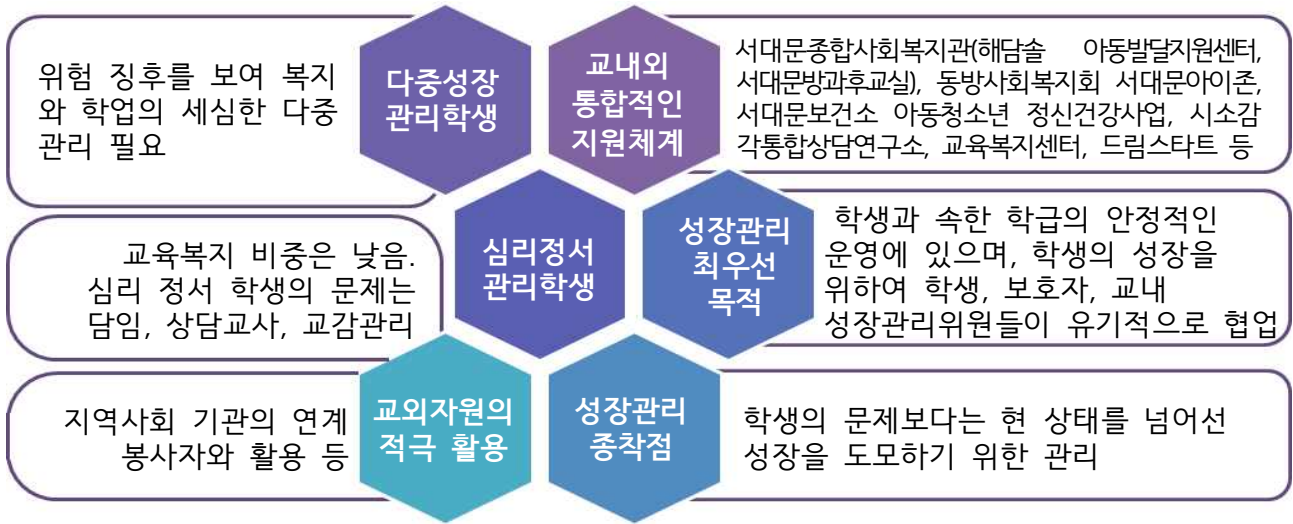 위험 징후를 보여 복지
와 학업의 세심한 다중
관리 필요
다중성장
관리학생
교내외
통합적인
지원체계
서대문종합사회복지관(해담솔 아동발달지원센터,
서대문방과후교실), 동방사회복지회 서대문아이존,
서대문보건소 아동청소년 정신건강사업, 시소감
각통합상담연구소, 교육복지센터, 드림스타트 등
교육복지 비중은 낮음.
심리 정서 학생의 문제는
담임, 상담교사, 교감관리
심리정서
관리학생
성장관리
최우선
목적
학생과 속한 학급의 안정적인
운영에 있으며, 학생의 성장을
위하여 학생, 보호자, 교내
성장관리위원들이 유기적으로 협업
지역사회 기관의 연계
봉사자와 활용 등
교외자원의
적극 활용
성장관리
종착점
학생의 문제보다는 현 상태를 넘어선
성장을 도모하기 위한 관리